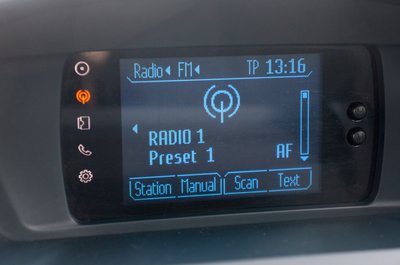 Radio FM TP 13:16
RADIO 1
Preset 1 AF
Station Manual Scan Text